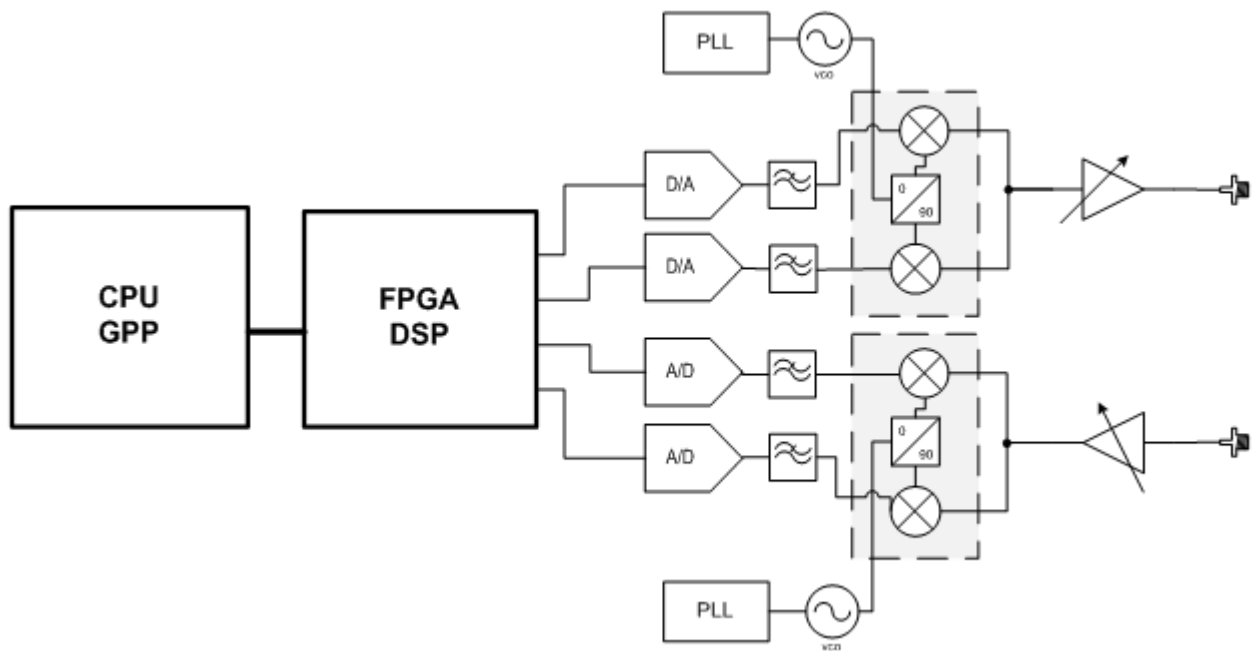 PLL
VCO
D/A
0
90
D/A
CPU
GPP
FPGA
DSP
A/D
0
90
A/D
PLL
VCO